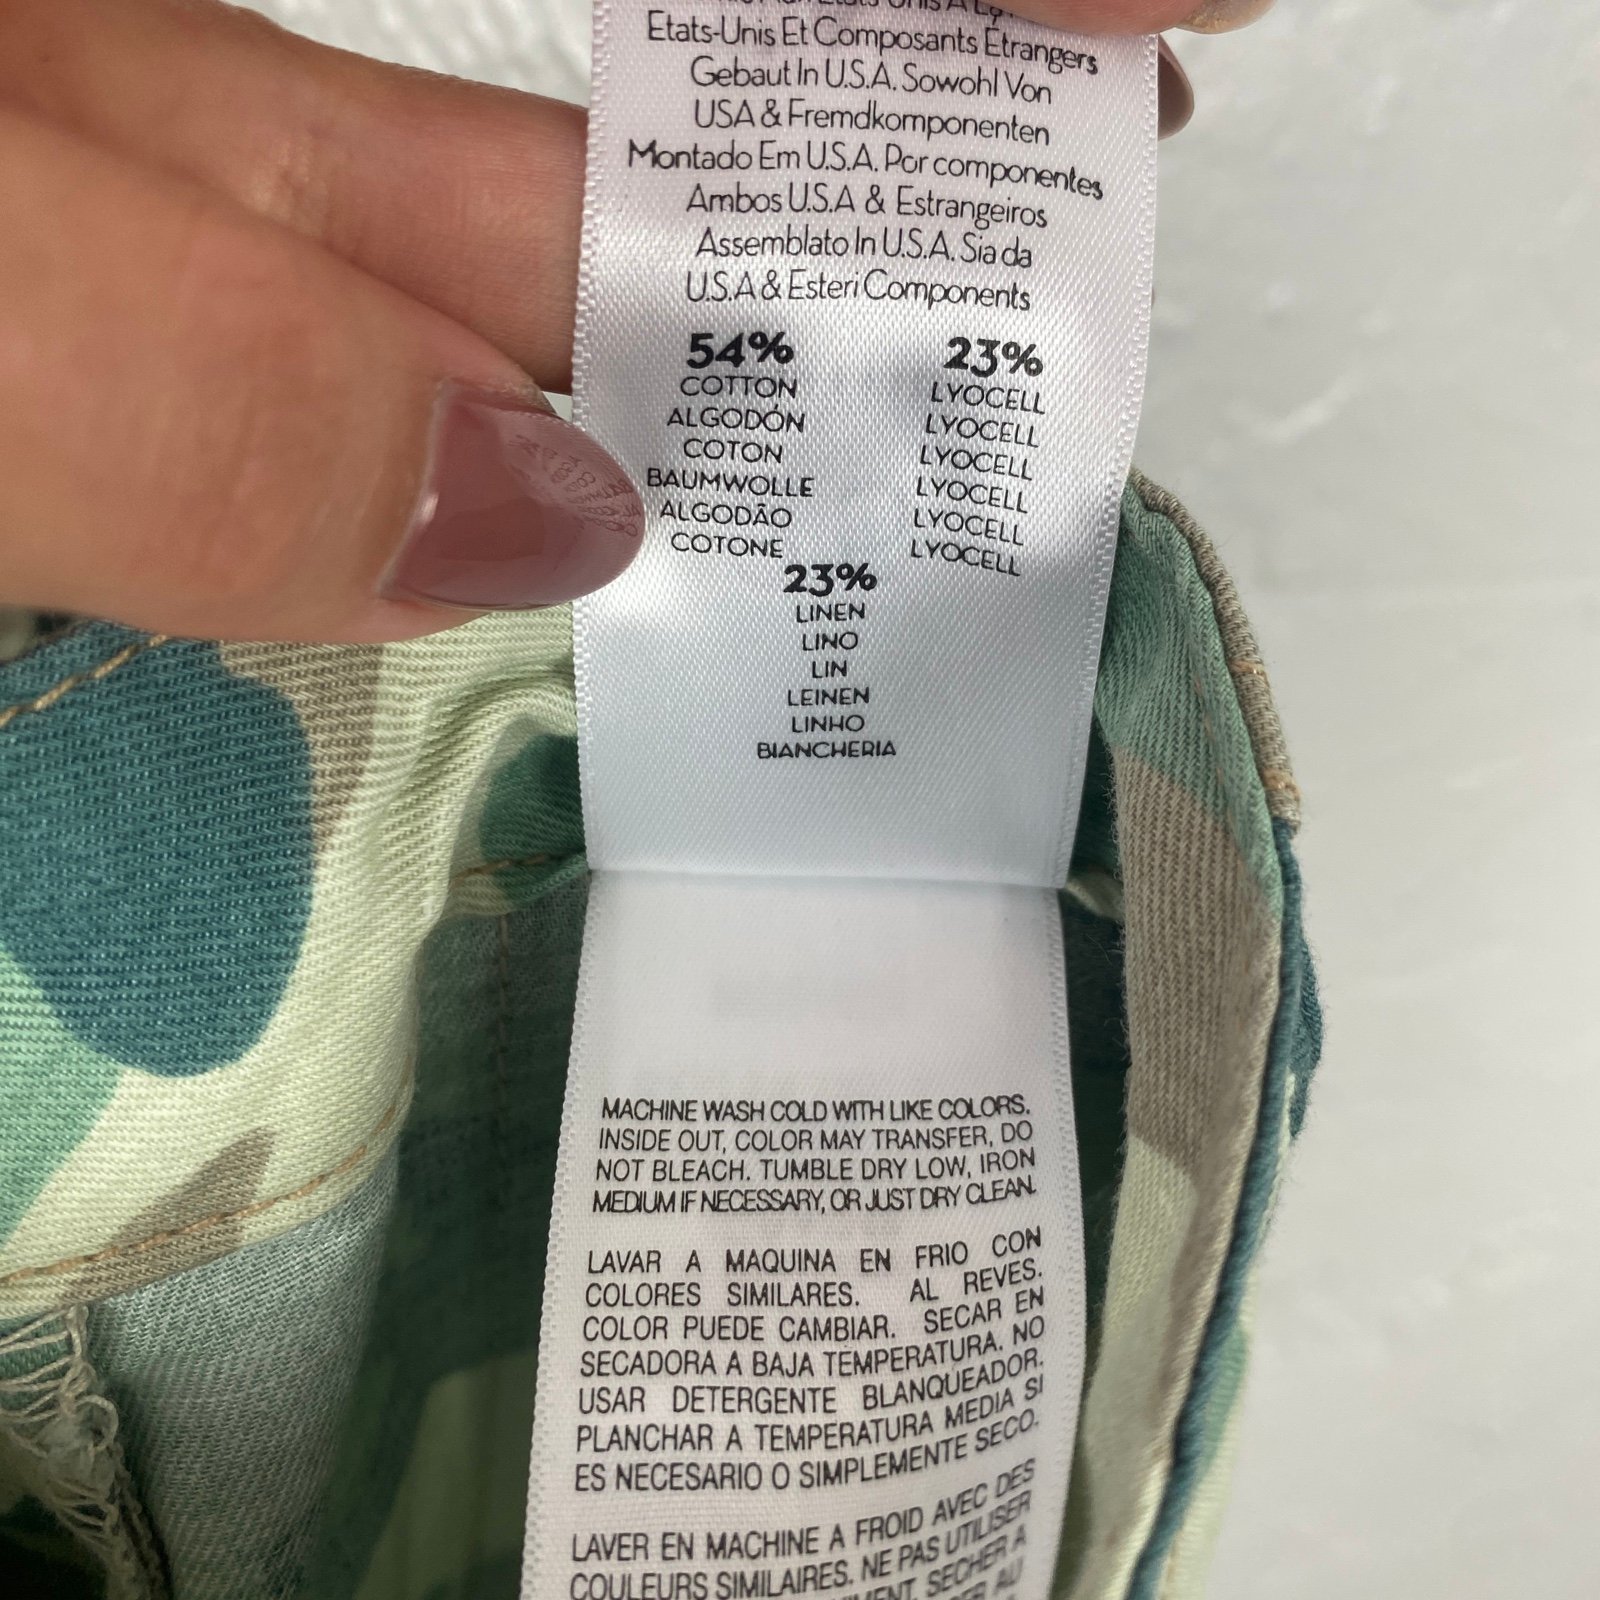 Etats-Unis Et Composants Etrangers
Gebaut In U.S.A. Sowohl Von
USA & Fremdkomponenten
Montado Em U.S.A. Por componentes
Ambos U.S.A & Estrangeiros
Assemblato In U.S.A. Sia da
U.S.A & Esteri Components
54%
COTTON
ALGODÓN
COTON
BAUMWOLLE
ALGODÃO
COTONE
23%
LYOCELL
LYOCELL
LYOCELL
LYOCELL
LYOCELL
LYOCELL
23%
LINEN
LINO
LIN
LEINEN
LINHO
BIANCHERIA
MACHINE WASH COLD WITH LIKE COLORS.
INSIDE OUT, COLOR MAY TRANSFER, DO
NOT BLEACH. TUMBLE DRY LOW, IRON
MEDIUM IF NECESSARY, OR JUST DRY CLEAN.
LAVAR A MAQUINA EN FRIO CON
COLORES SIMILARES. AL REVES.
COLOR PUEDE CAMBIAR. SECAR EN
SECADORA A BAJA TEMPERATURA. NO
USAR DETERGENTE BLANQUEADOR.
PLANCHAR A TEMPERATURA MEDIA SI
ES NECESARIO O SIMPLEMENTE SECO.
LAVER EN MACHINE A FROID AVEC DES
COULEURS SIMILAIRES. NE PAS UTILISER
SECHER A
AU